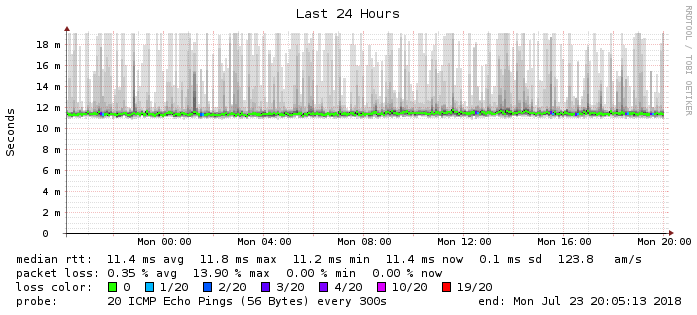 Last 24 Hours
RRDTOOL / TOBI OETIKER
Seconds
18 m
16 m
14 m
12 m
10 m
8 m
6 m
4 m
2 m
0
Mon 00:00 Mon 04:00 Mon 08:00 Mon 12:00 Mon 16:00 Mon 20:00
median rtt: 11.4 ms avg 11.8 ms max 11.2 ms min 11.4 ms now 0.1 ms sd 123.8 am/s
packet loss: 0.35 % avg 13.90 % max 0.00 % min 0.00 % now
loss color: 0 1/20 2/20 3/20 4/20 10/20 19/20
probe: 20 ICMP Echo Pings (56 Bytes) every 300s end: Mon Jul 23 20:05:13 2018